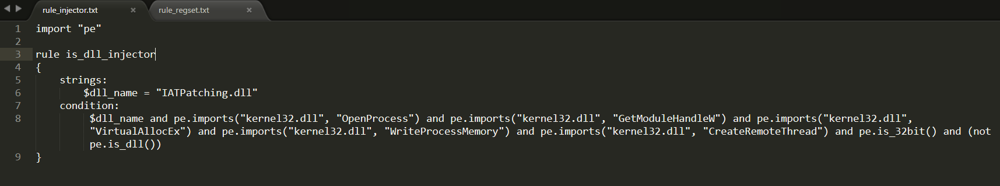 rule_injector.txt × rule_regset.txt ×
1 import "pe"
2
3 rule is_dll_injector
4 {
5 strings:
6 $dll_name = "IATPatching.dll"
7 condition:
8 $dll_name and pe.imports("kernel32.dll", "OpenProcess") and pe.imports("kernel32.dll", "GetModuleHandleW") and pe.imports("kernel32.dll",
"VirtualAllocEx") and pe.imports("kernel32.dll", "WriteProcessMemory") and pe.imports("kernel32.dll", "CreateRemoteThread") and pe.is_32bit() and (not
pe.is_dll())
9 }